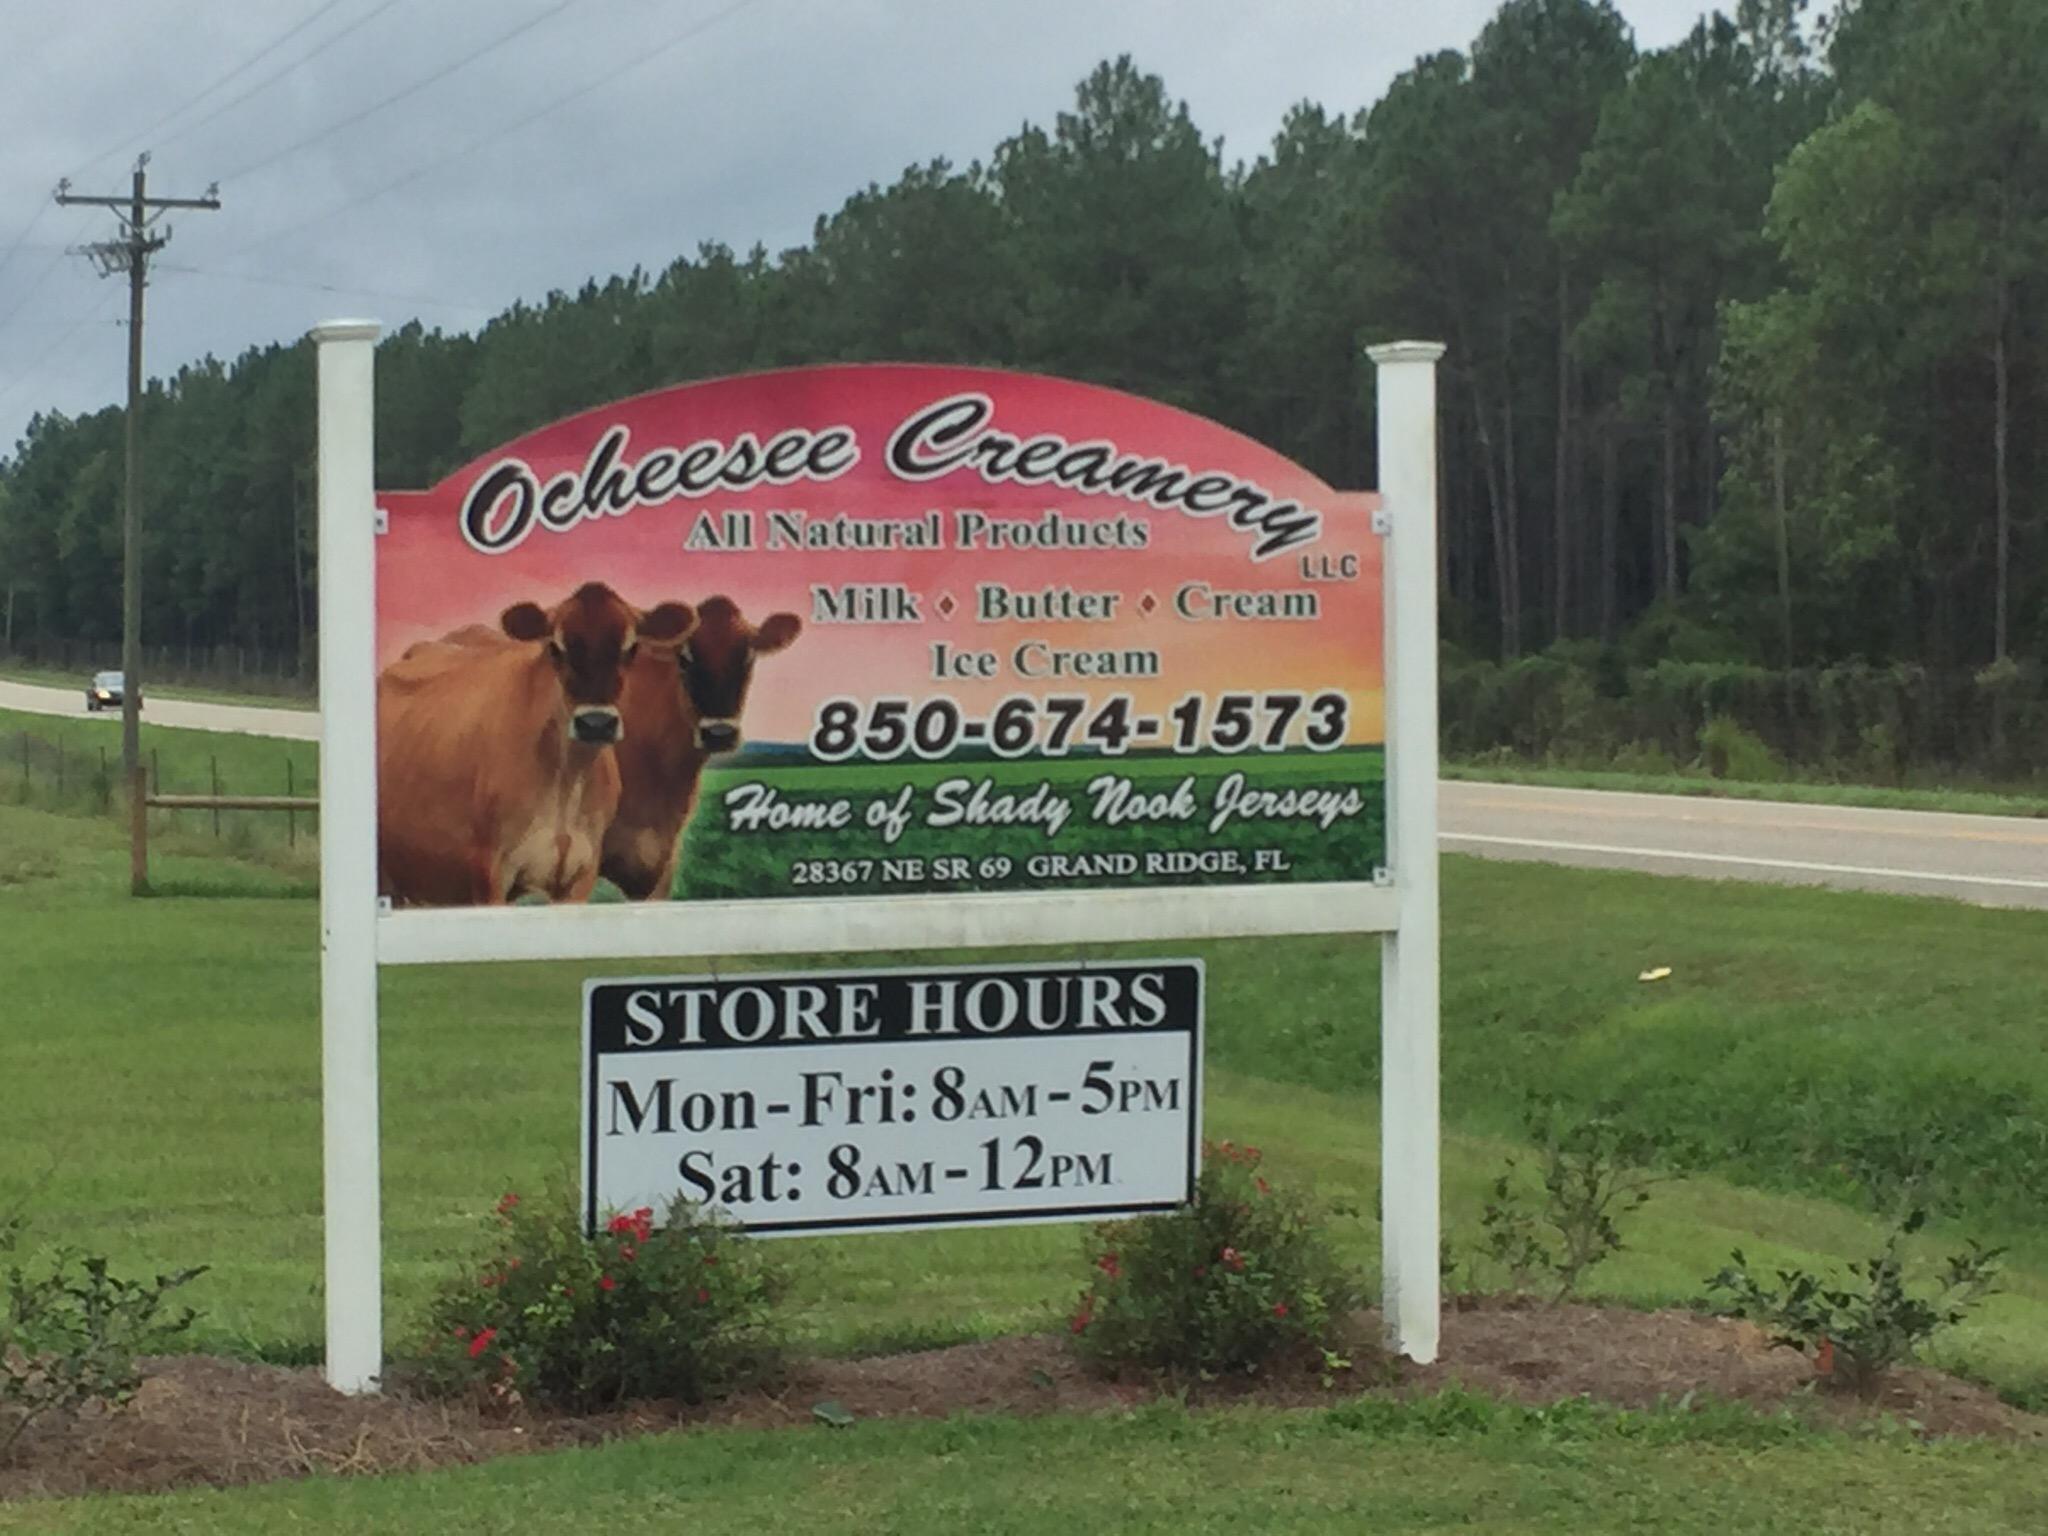 Ocheesee Creamery
LLC
All Natural Products
Milk ♦ Butter ♦ Cream
Ice Cream
850-674-1573
Home of Shady Nook Jerseys
28367 NE SR 69 GRAND RIDGE, FL
STORE HOURS
Mon-Fri: 8AM-5PM
Sat: 8AM-12PM